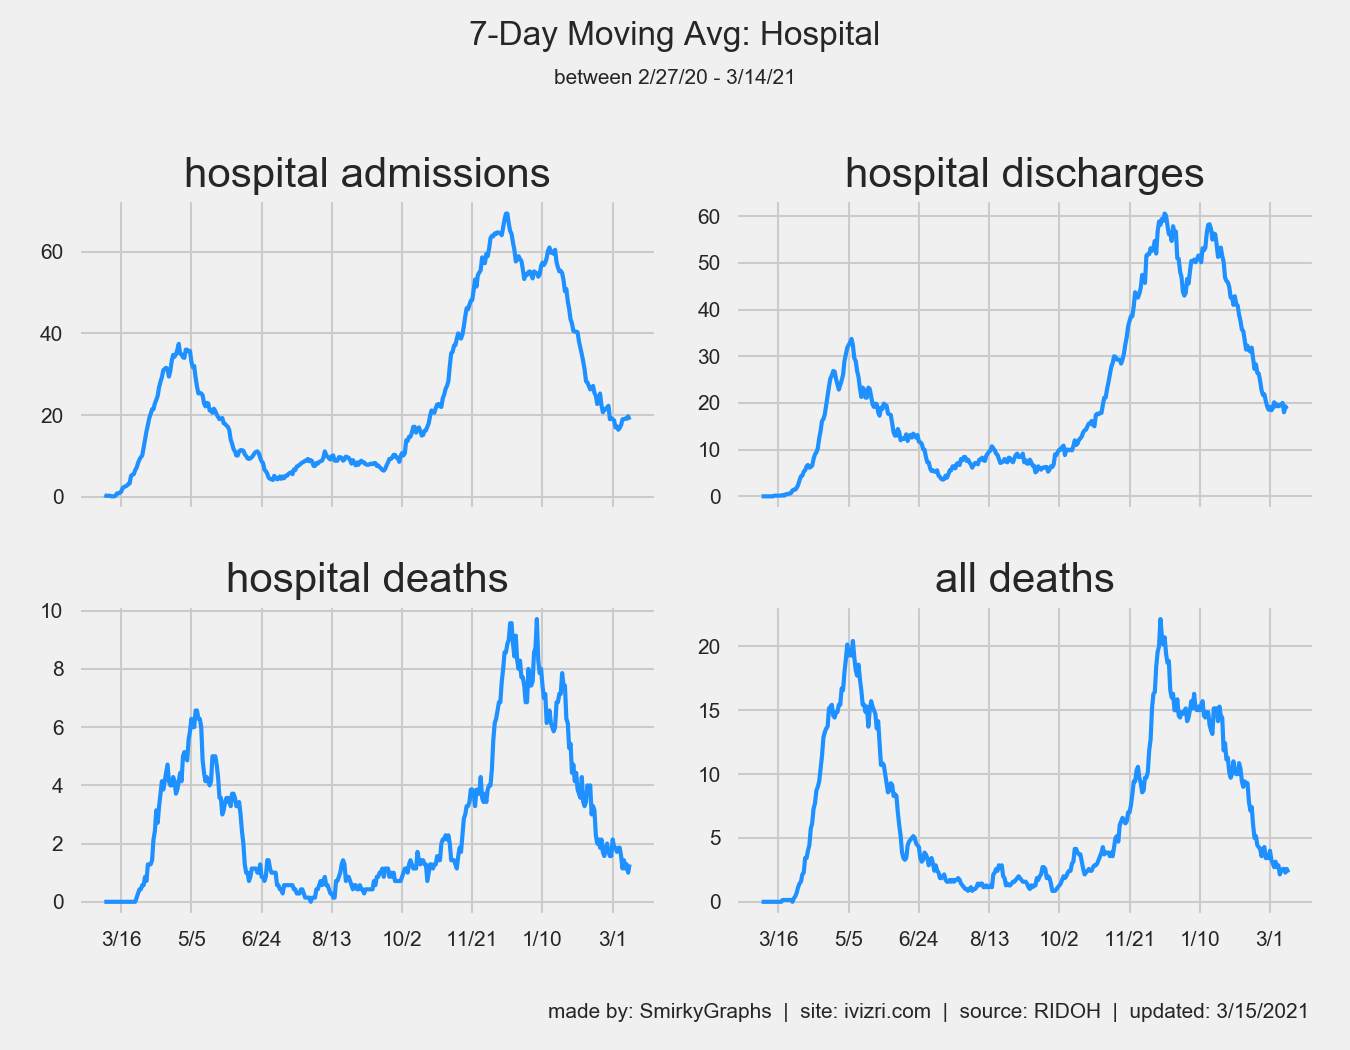 7-Day Moving Avg: Hospital
between 2/27/20 - 3/14/21
hospital admissions
60
40
20
0
hospital discharges
60
50
40
30
20
10
0
hospital deaths
10
8
6
4
2
0
3/16 5/5 6/24 8/13 10/2 11/21 1/10 3/1
all deaths
20
15
10
5
0
3/16 5/5 6/24 8/13 10/2 11/21 1/10 3/1
made by: SmirkyGraphs | site: ivizri.com | source: RIDOH | updated: 3/15/2021